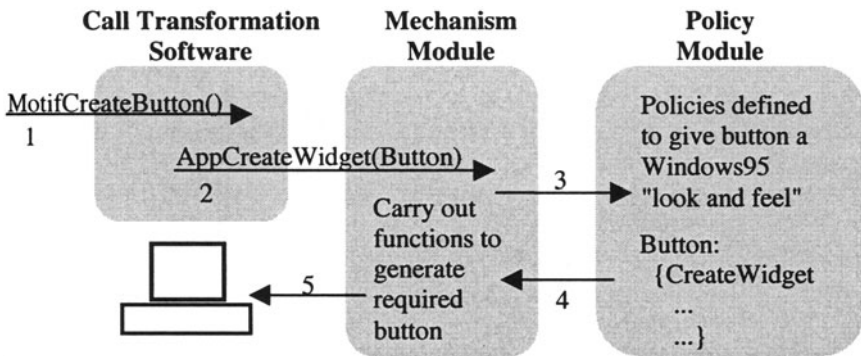 Call Transformation
Software
Mechanism
Module
Policy
Module
MotifCreateButton()
1
AppCreateWidget(Button)
2
3
Policies defined
to give button a
Windows95
"look and feel"
Carry out
functions to
generate
required
button
Button:
{CreateWidget
...
...}
4
5